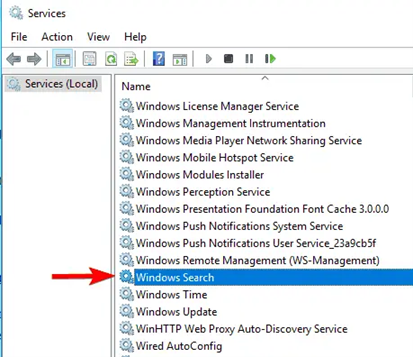 Services
File Action View Help
Services (Local)
Name
Windows License Manager Service
Windows Management Instrumentation
Windows Media Player Network Sharing Service
Windows Mobile Hotspot Service
Windows Modules Installer
Windows Perception Service
Windows Presentation Foundation Font Cache 3.0.0.0
Windows Push Notifications System Service
Windows Push Notifications User Service_23a9cb5f
Windows Remote Management (WS-Management)
Windows Search
Windows Time
Windows Update
WinHTTP Web Proxy Auto-Discovery Service
Wired AutoConfig